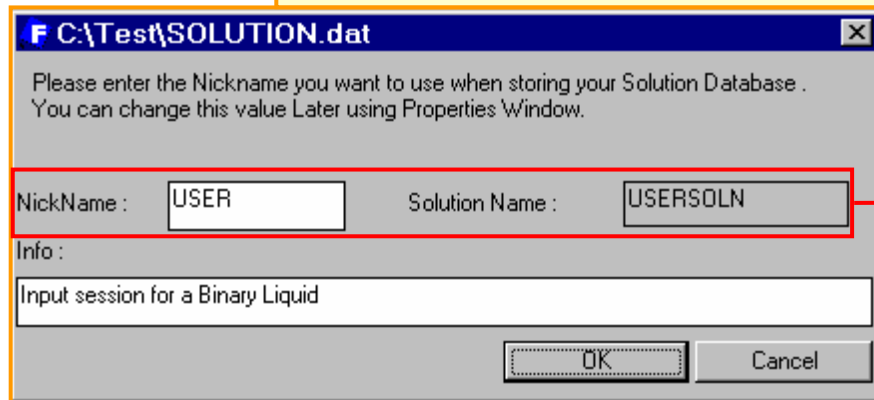 F C:\Test\SOLUTION.dat
Please enter the Nickname you want to use when storing your Solution Database .
You can change this value Later using Properties Window.
NickName : USER Solution Name : USERSOLN
Info :
Input session for a Binary Liquid
OK Cancel